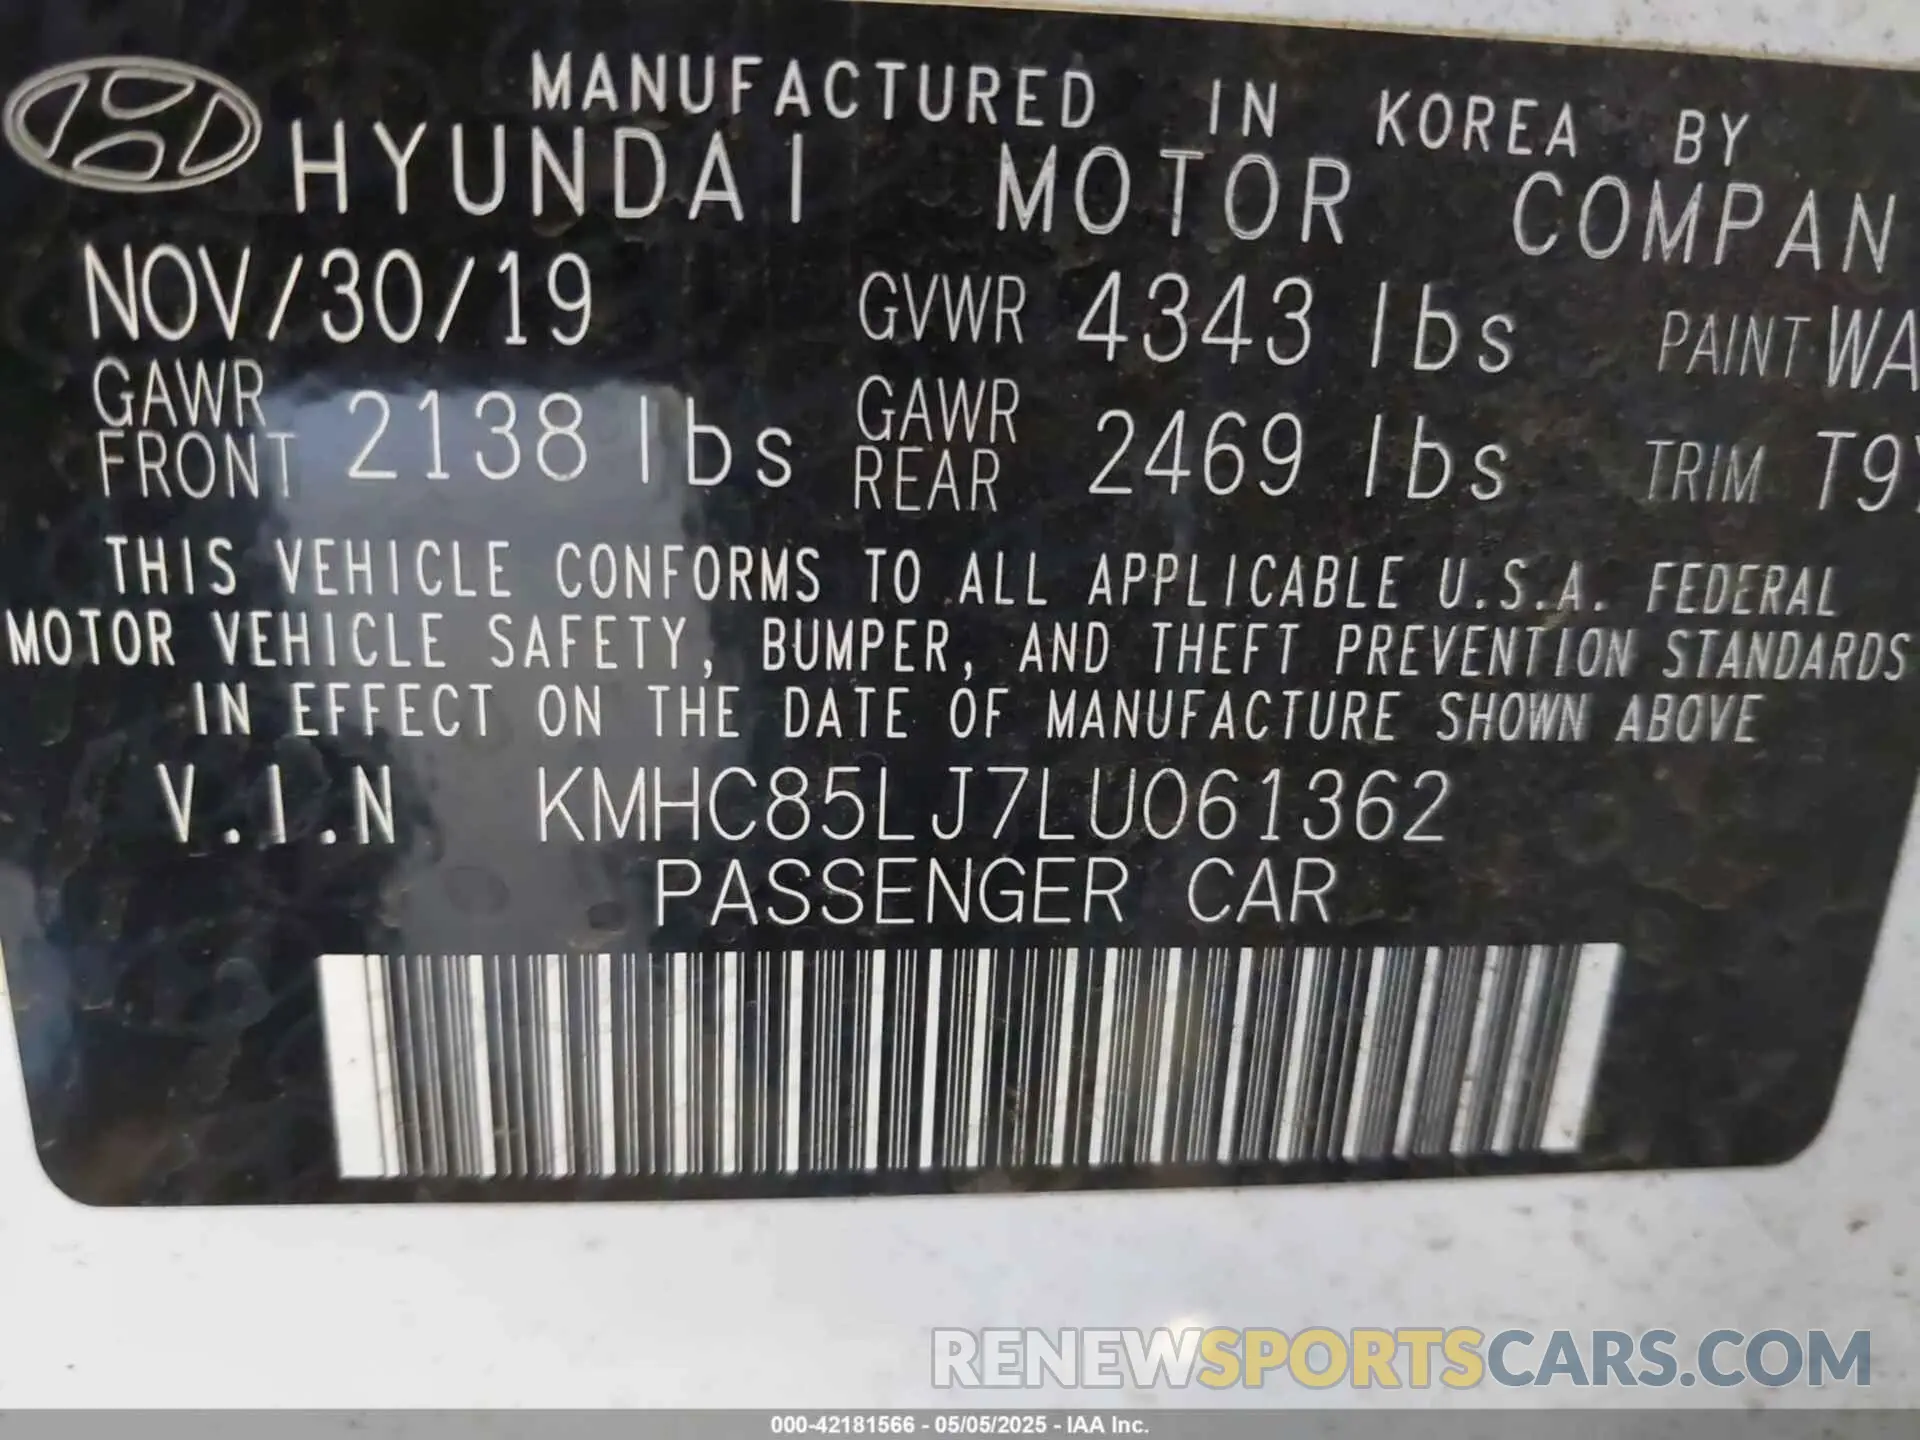 MANUFACTURED IN KOREA BY
HYUNDAI MOTOR COMPAN
NOV/30/19 GVWR 4343 lbs PAINT WA
GAWR FRONT 2138 lbs GAWR REAR 2469 lbs TRIM T9Y
THIS VEHICLE CONFORMS TO ALL APPLICABLE U.S.A. FEDERAL
MOTOR VEHICLE SAFETY, BUMPER, AND THEFT PREVENTION STANDARDS
IN EFFECT ON THE DATE OF MANUFACTURE SHOWN ABOVE
V.I.N KMHC85LJ7LU061362
PASSENGER CAR
RENEWSPORTSCARS.COM
000-42181566 - 05/05/2025 - IAA Inc.